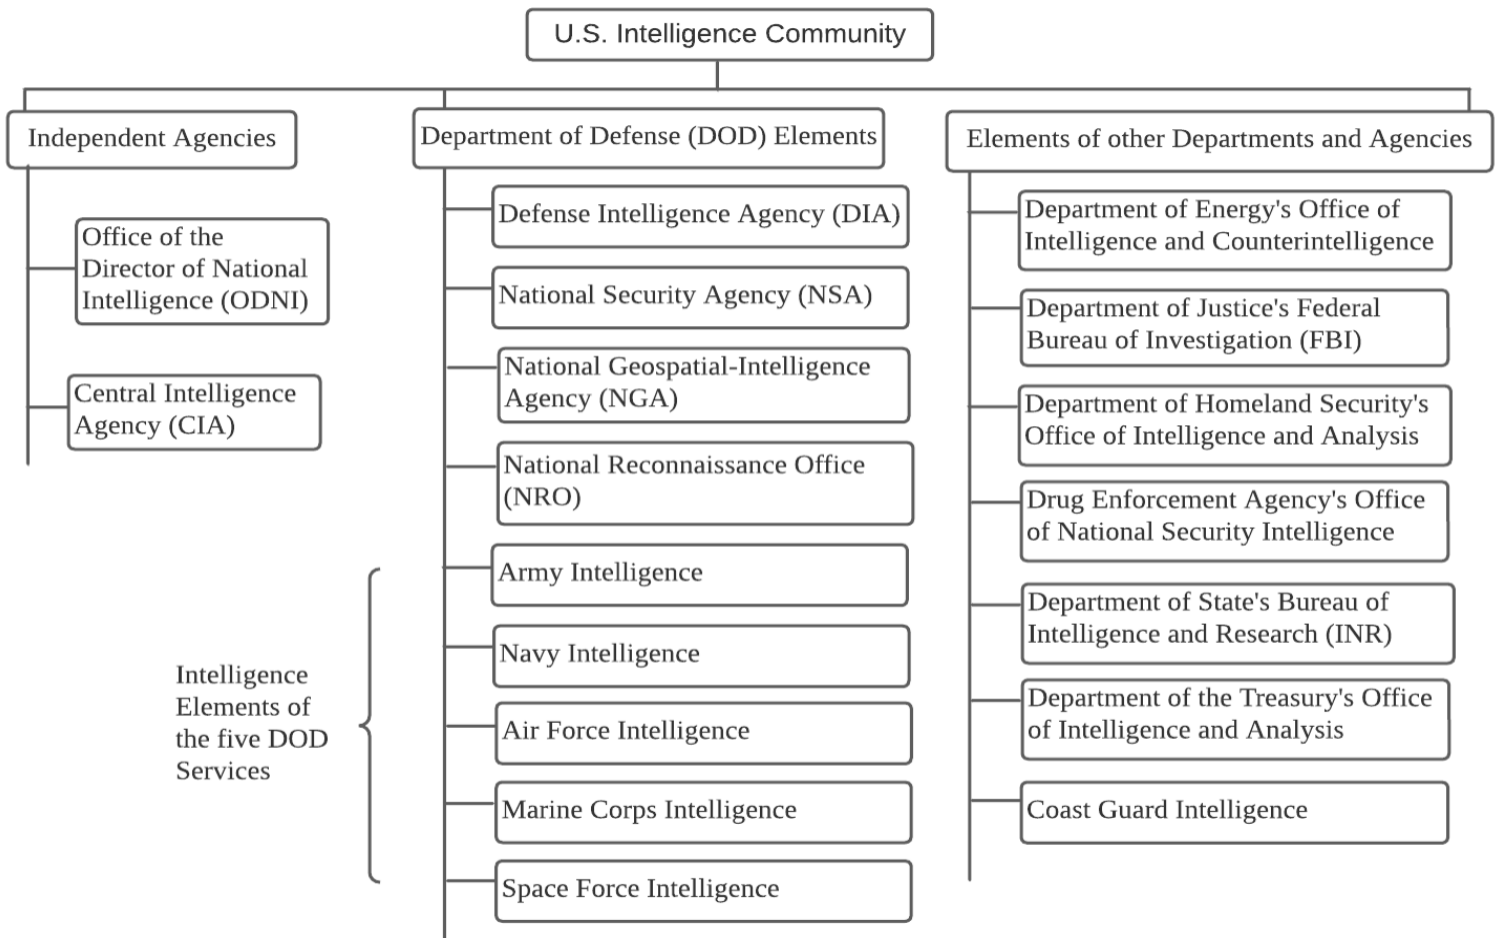 U.S. Intelligence Community
Independent Agencies
Office of the
Director of National
Intelligence (ODNI)
Central Intelligence
Agency (CIA)
Department of Defense (DOD) Elements
Defense Intelligence Agency (DIA)
National Security Agency (NSA)
National Geospatial-Intelligence
Agency (NGA)
National Reconnaissance Office
(NRO)
Intelligence
Elements of
the five DOD
Services
Army Intelligence
Navy Intelligence
Air Force Intelligence
Marine Corps Intelligence
Space Force Intelligence
Elements of other Departments and Agencies
Department of Energy's Office of
Intelligence and Counterintelligence
Department of Justice's Federal
Bureau of Investigation (FBI)
Department of Homeland Security's
Office of Intelligence and Analysis
Drug Enforcement Agency's Office
of National Security Intelligence
Department of State's Bureau of
Intelligence and Research (INR)
Department of the Treasury's Office
of Intelligence and Analysis
Coast Guard Intelligence